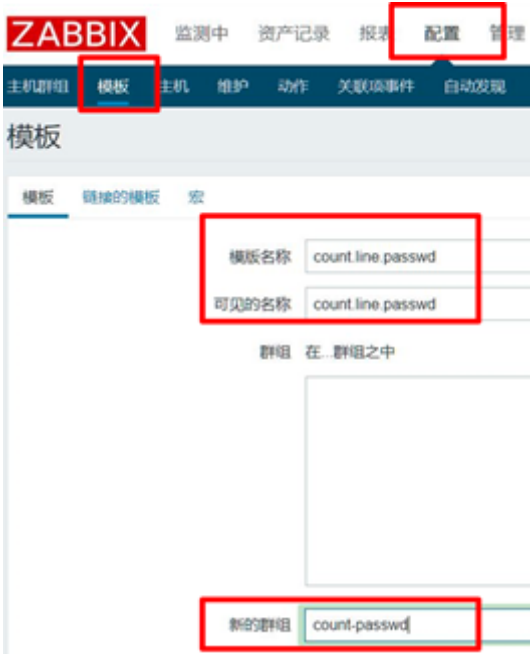 ZABBIX 监测中 资产记录 报表 配置 管理
主机群组 模板 主机 维护 动作 关联项事件 自动发现
模板
模板 链接的模板 宏
模版名称 count.line.passwd
可见的名称 count.line.passwd
群组 在...群组之中
新的群组 count-passwd